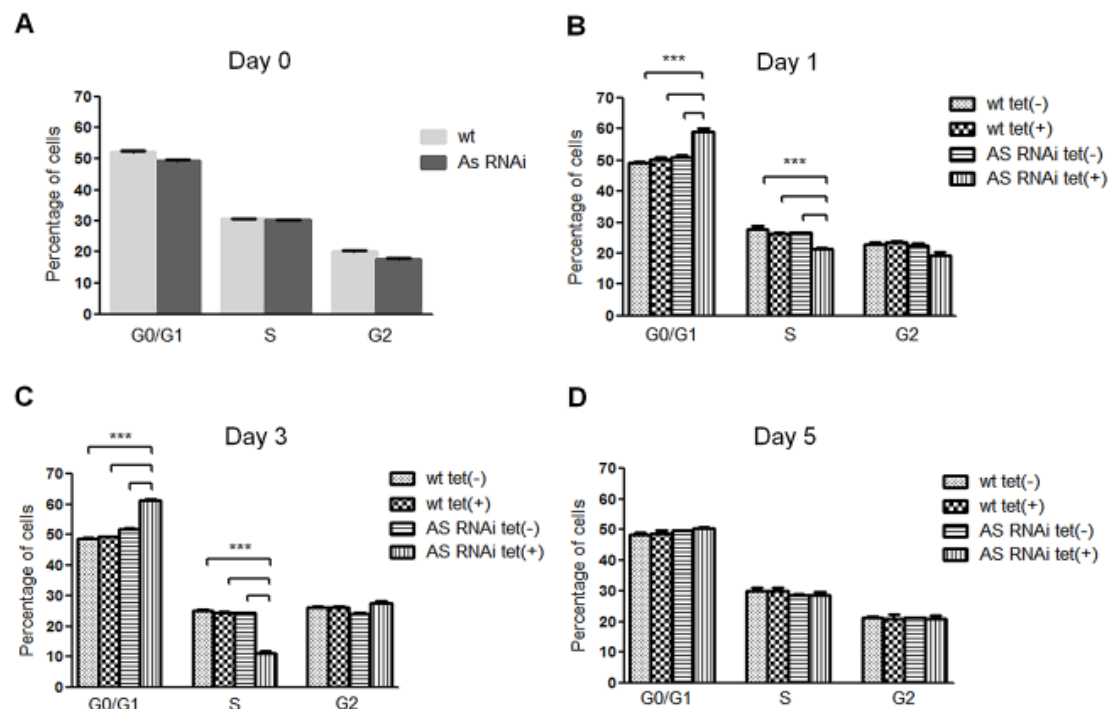 A
Day 0
Percentage of cells
70
60
50
40
30
20
10
0
G0/G1 S G2
wt
As RNAi
B
Day 1
***
***
Percentage of cells
70
60
50
40
30
20
10
0
G0/G1 S G2
wt tet(-)
wt tet(+)
AS RNAi tet(-)
AS RNAi tet(+)
C
Day 3
***
***
Percentage of cells
70
60
50
40
30
20
10
0
G0/G1 S G2
wt tet(-)
wt tet(+)
AS RNAi tet(-)
AS RNAi tet(+)
D
Day 5
Percentage of cells
70
60
50
40
30
20
10
0
G0/G1 S G2
wt tet(-)
wt tet(+)
AS RNAi tet(-)
AS RNAi tet(+)